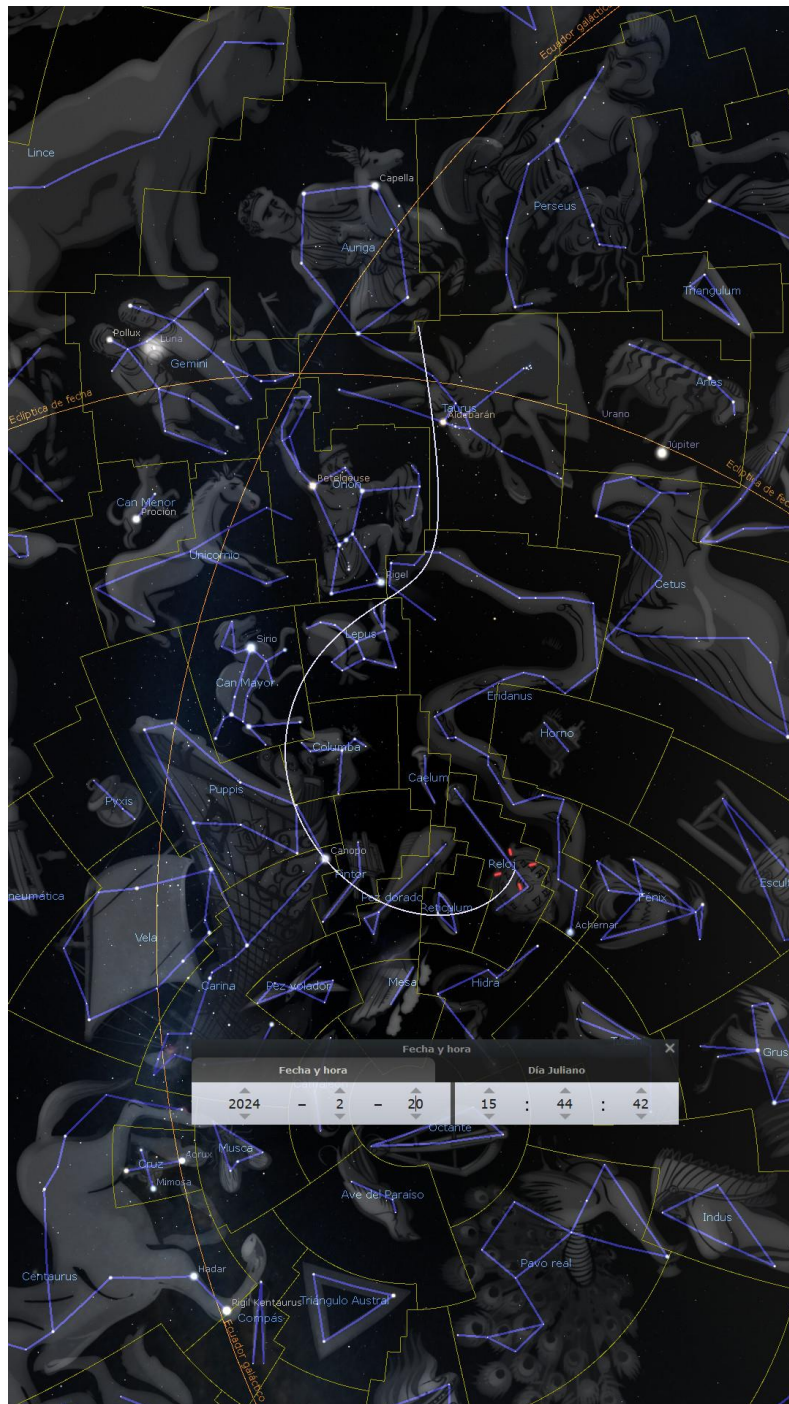 Ecuador galáctico
Lince
Capella
Auriga
Perseus
Triangulum
Pollux
Luna
Gemini
Aries
Eclíptica de fecha
Taurus
Aldebarán
Urano
Júpiter
Eclíptica de fecha
Betelgeuse
Orión
Can Menor
Proción
Unicornio
Rigel
Cetus
Sirio
Lepus
Can Mayor
Eridanus
Horno
Columba
Caelum
Puppis
Pyxis
Canopo
Reloj
Pintor
neumática
Pez dorado
Reticulum
Fénix
Escult
Achernar
Vela
Carina
Pez volador
Mesa
Hidra
Fecha y hora
Grus
Fecha y hora
Día Juliano
2024 – 2 – 20 15 : 44 : 42
Octante
Musca
Acrux
Cruz
Mimosa
Ave del Paraíso
Indus
Pavo real
Hadar
Centaurus
Rigil Kentaurus
Triángulo Austral
Compás
Ecuador galáctico